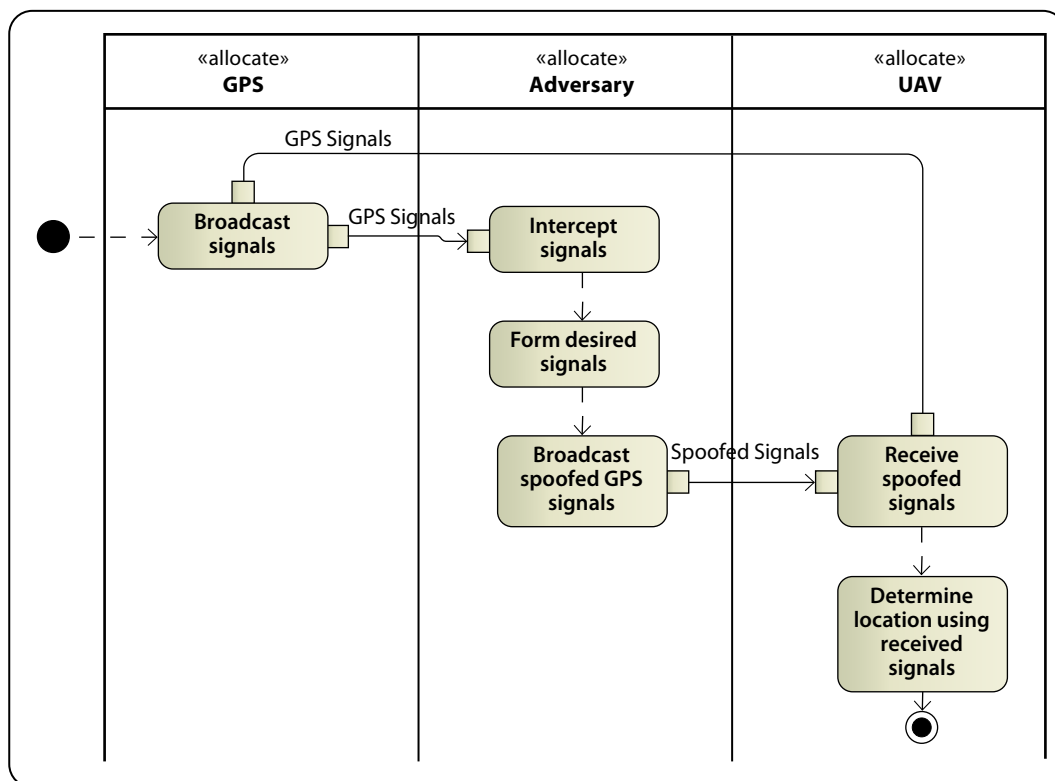 «allocate»
GPS
«allocate»
Adversary
«allocate»
UAV
GPS Signals
Broadcast
signals
GPS Signals
Intercept
signals
Form desired
signals
Broadcast
spoofed GPS
signals
Spoofed Signals
Receive
spoofed
signals
Determine
location using
received
signals